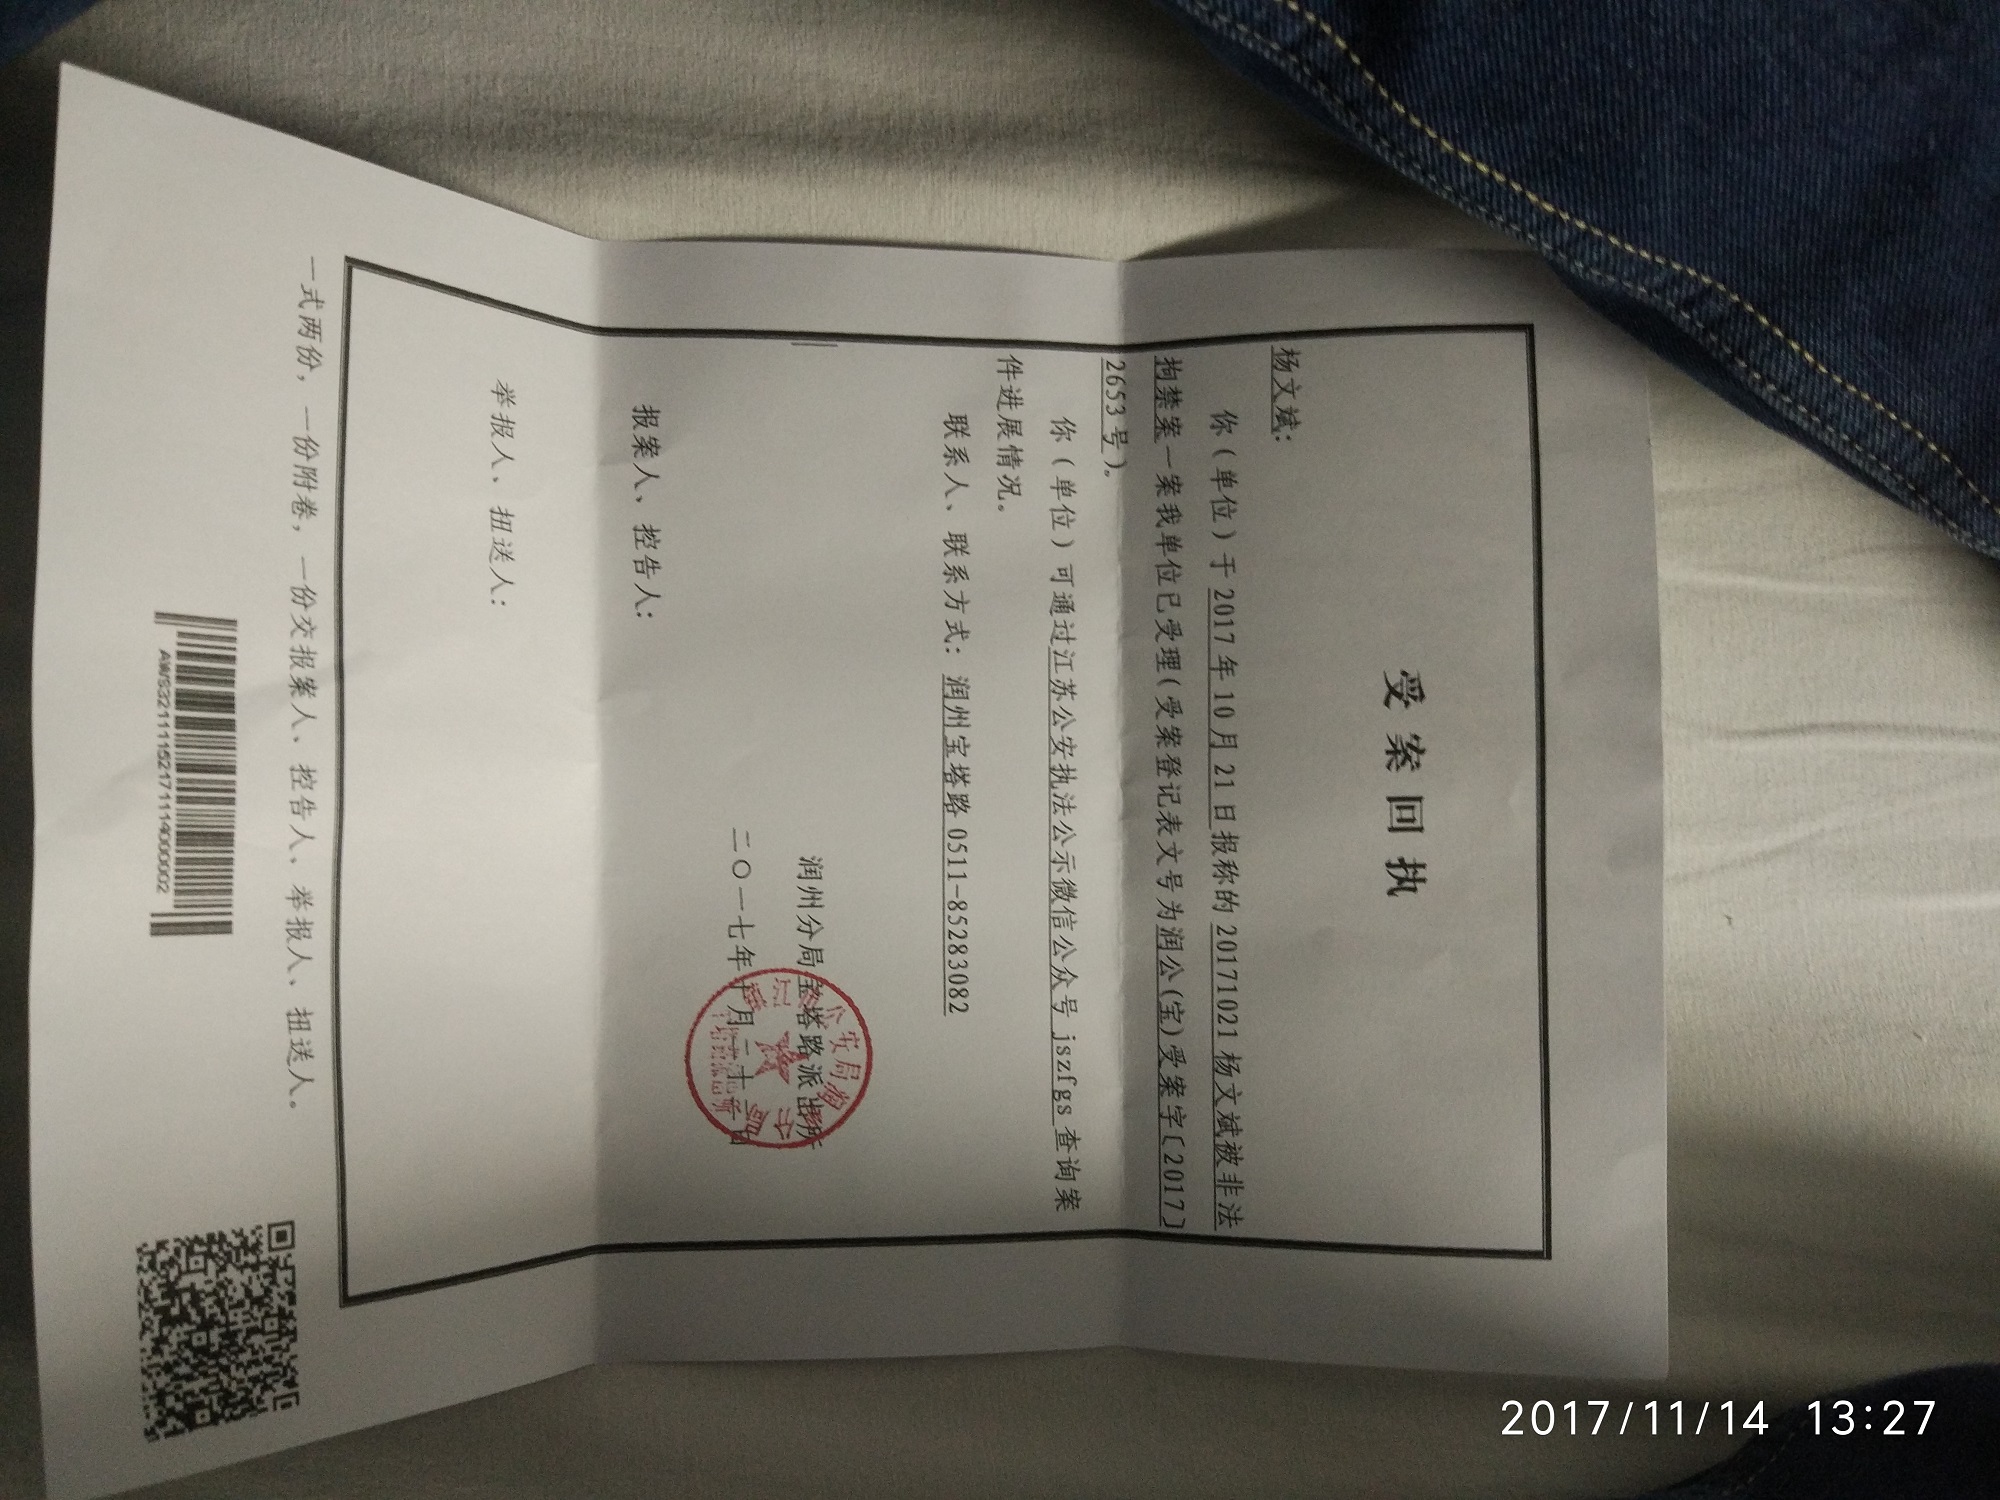 受案回执
杨文斌:
你（单位）于2017年10月21日报称的20171021杨文斌被非法
拘禁案一案我单位已受理(受案登记表文号为润公(宝)受案字〔2017〕
2653号)。
你（单位）可通过江苏公安执法公示微信公众号jszfgs查询案
件进展情况。
联系人、联系方式：润州宝塔路0511-85283082
润州分局宝塔路派出所
二〇一七年十月二十二日
报案人、控告人：
举报人、扭送人：
一式两份，一份附卷，一份交报案人、控告人、举报人、扭送人。
2017/11/14 13:27